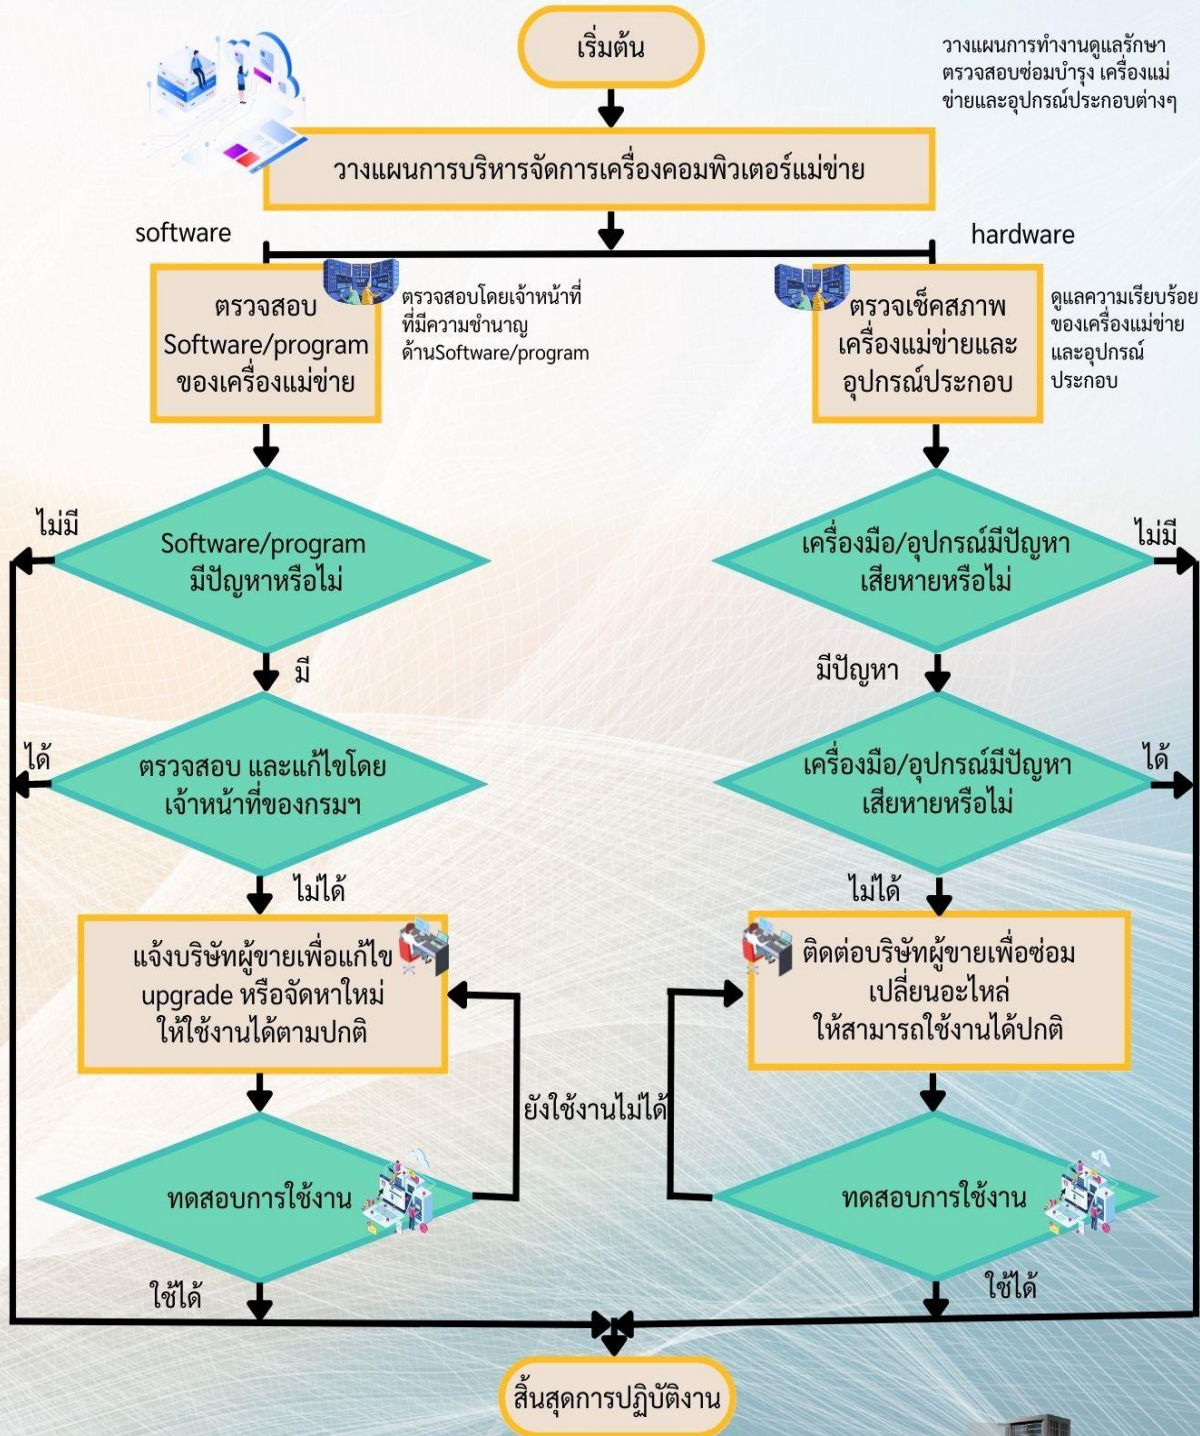 เริ่มต้น
วางแผนการทำงานดูแลรักษา
ตรวจสอบซ่อมบำรุง เครื่องแม่
ข่ายและอุปกรณ์ประกอบต่างๆ
วางแผนการบริหารจัดการเครื่องคอมพิวเตอร์แม่ข่าย
software
hardware
ตรวจสอบ
Software/program
ของเครื่องแม่ข่าย
ตรวจสอบโดยเจ้าหน้าที่
ที่มีความชำนาญ
ด้านSoftware/program
ตรวจเช็คสภาพ
เครื่องแม่ข่ายและ
อุปกรณ์ประกอบ
ดูแลความเรียบร้อย
ของเครื่องแม่ข่าย
และอุปกรณ์
ประกอบ
ไม่มี
Software/program
มีปัญหาหรือไม่
เครื่องมือ/อุปกรณ์มีปัญหา
เสียหายหรือไม่
ไม่มี
มี
มีปัญหา
ได้
ตรวจสอบ และแก้ไขโดย
เจ้าหน้าที่ของกรมฯ
เครื่องมือ/อุปกรณ์มีปัญหา
เสียหายหรือไม่
ได้
ไม่ได้
ไม่ได้
แจ้งบริษัทผู้ขายเพื่อแก้ไข
upgrade หรือจัดหาใหม่
ให้ใช้งานได้ตามปกติ
ติดต่อบริษัทผู้ขายเพื่อซ่อม
เปลี่ยนอะไหล่
ให้สามารถใช้งานได้ปกติ
ยังใช้งานไม่ได้
ทดสอบการใช้งาน
ทดสอบการใช้งาน
ใช้ได้
ใช้ได้
สิ้นสุดการปฏิบัติงาน